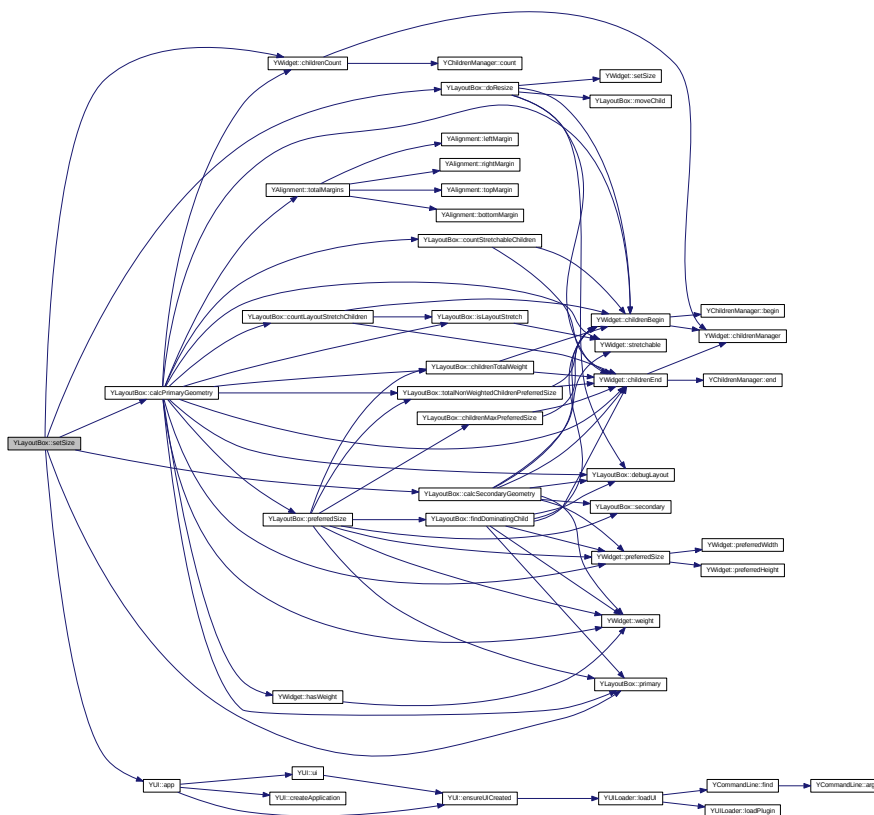 YWidget::childrenCount
YChildrenManager::count
YWidget::setSize
YLayoutBox::doResize
YLayoutBox::moveChild
YAlignment::leftMargin
YAlignment::rightMargin
YAlignment::totalMargins
YAlignment::topMargin
YAlignment::bottomMargin
YLayoutBox::countStretchableChildren
YChildrenManager::begin
YLayoutBox::countLayoutStretchChildren
YLayoutBox::isLayoutStretch
YWidget::childrenBegin
YWidget::childrenManager
YWidget::stretchable
YLayoutBox::childrenTotalWeight
YWidget::childrenEnd
YChildrenManager::end
YLayoutBox::calcPrimaryGeometry
YLayoutBox::totalNonWeightedChildrenPreferredSize
YLayoutBox::childrenMaxPreferredSize
YLayoutBox::setSize
YLayoutBox::debugLayout
YLayoutBox::calcSecondaryGeometry
YLayoutBox::secondary
YLayoutBox::preferredSize
YLayoutBox::findDominatingChild
YWidget::preferredWidth
YWidget::preferredSize
YWidget::preferredHeight
YWidget::weight
YLayoutBox::primary
YWidget::hasWeight
YUI::ui
YUI::app
YCommandLine::find
YCommandLine::arg
YUI::createApplication
YUI::ensureUICreated
YUILoader::loadUI
YUILoader::loadPlugin